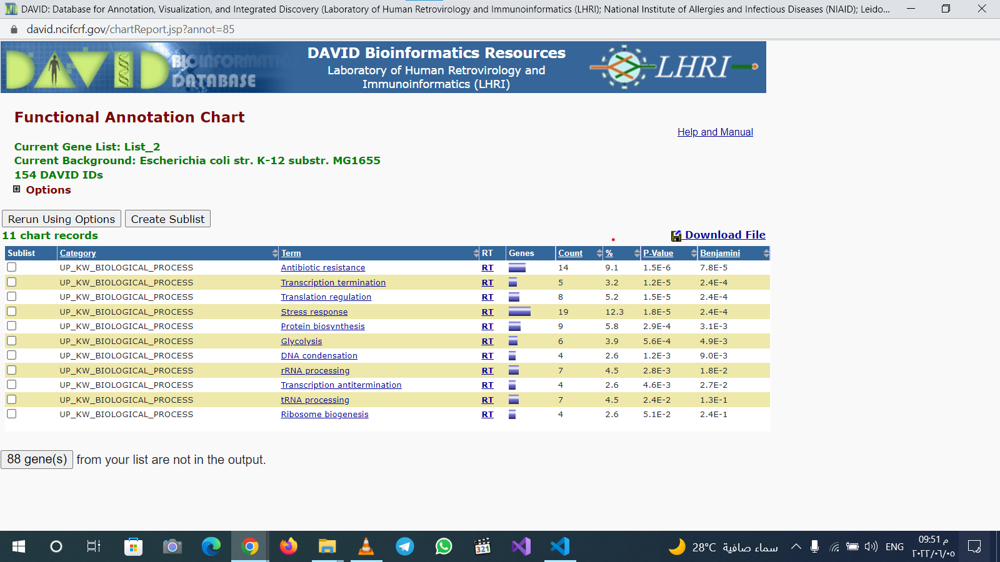 DAVID: Database for Annotation, Visualization, and Integrated Discovery (Laboratory of Human Retrovirology and Immunoinformatics (LHRI); National Institute of Allergies and Infectious Diseases (NIAID); Leido...
david.ncifcrf.gov/chartReport.jsp?annot=85
DAVID BIOINFORMATICS DATABASE
DAVID Bioinformatics Resources
Laboratory of Human Retrovirology and
Immunoinformatics (LHRI)
LHRI
Functional Annotation Chart
Help and Manual
Current Gene List: List_2
Current Background: Escherichia coli str. K-12 substr. MG1655
154 DAVID IDs
Options
Rerun Using Options Create Sublist
11 chart records Download File
Sublist Category Term RT Genes Count % P-Value Benjamini
UP_KW_BIOLOGICAL_PROCESS Antibiotic resistance RT 14 9.1 1.5E-6 7.8E-5
UP_KW_BIOLOGICAL_PROCESS Transcription termination RT 5 3.2 1.2E-5 2.4E-4
UP_KW_BIOLOGICAL_PROCESS Translation regulation RT 8 5.2 1.5E-5 2.4E-4
UP_KW_BIOLOGICAL_PROCESS Stress response RT 19 12.3 1.8E-5 2.4E-4
UP_KW_BIOLOGICAL_PROCESS Protein biosynthesis RT 9 5.8 2.9E-4 3.1E-3
UP_KW_BIOLOGICAL_PROCESS Glycolysis RT 6 3.9 5.6E-4 4.9E-3
UP_KW_BIOLOGICAL_PROCESS DNA condensation RT 4 2.6 1.2E-3 9.0E-3
UP_KW_BIOLOGICAL_PROCESS rRNA processing RT 7 4.5 2.8E-3 1.8E-2
UP_KW_BIOLOGICAL_PROCESS Transcription antitermination RT 4 2.6 4.6E-3 2.7E-2
UP_KW_BIOLOGICAL_PROCESS tRNA processing RT 7 4.5 2.4E-2 1.3E-1
UP_KW_BIOLOGICAL_PROCESS Ribosome biogenesis RT 4 2.6 5.1E-2 2.4E-1
88 gene(s) from your list are not in the output.
321
28°C سماء صافية
ENG
09:51 م
٢٠٢٢/٠٦/٠٥